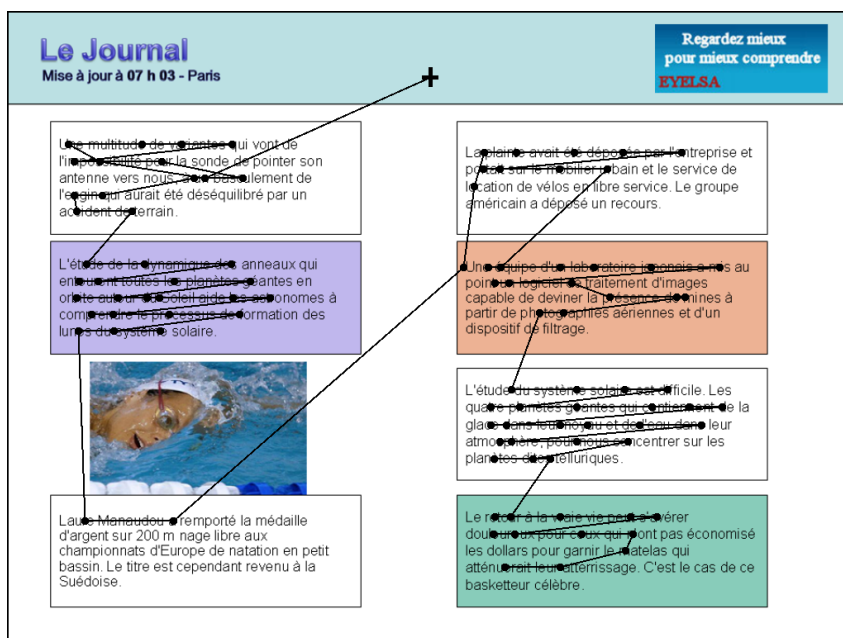 Le Journal
Mise à jour à 07 h 03 - Paris
Regardez mieux
pour mieux comprendre
EYELSA
Une multitude de variantes qui vont de
l'impossibilité pour la sonde de pointer son
antenne vers nous, à un basculement de
l'engin qui aurait été déséquilibré par un
accident de terrain.
L'étude de la dynamique des anneaux qui
entourent toutes les planètes géantes en
orbite autour du Soleil aide les astronomes à
comprendre le processus de formation des
lunes du système solaire.
Laure Manaudou a remporté la médaille
d'argent sur 200 m nage libre aux
championnats d'Europe de natation en petit
bassin. Le titre est cependant revenu à la
Suédoise.
La plainte avait été déposée par l'entreprise et
portait sur le mobilier urbain et le service de
location de vélos en libre service. Le groupe
américain a déposé un recours.
Une équipe d'un laboratoire japonais a mis au
point un logiciel de traitement d'images
capable de deviner la présence de mines à
partir de photographies aériennes et d'un
dispositif de filtrage.
L'étude du système solaire est difficile. Les
quatre planètes géantes qui contiennent de la
glace dans leur noyau et de l'eau dans leur
atmosphère, pour nous concentrer sur les
planètes dites telluriques.
Le retour à la vraie vie peut s'avérer
douloureux pour ceux qui n'ont pas économisé
les dollars pour garnir le matelas qui
atténuerait leur atterrissage. C'est le cas de ce
basketteur célèbre.